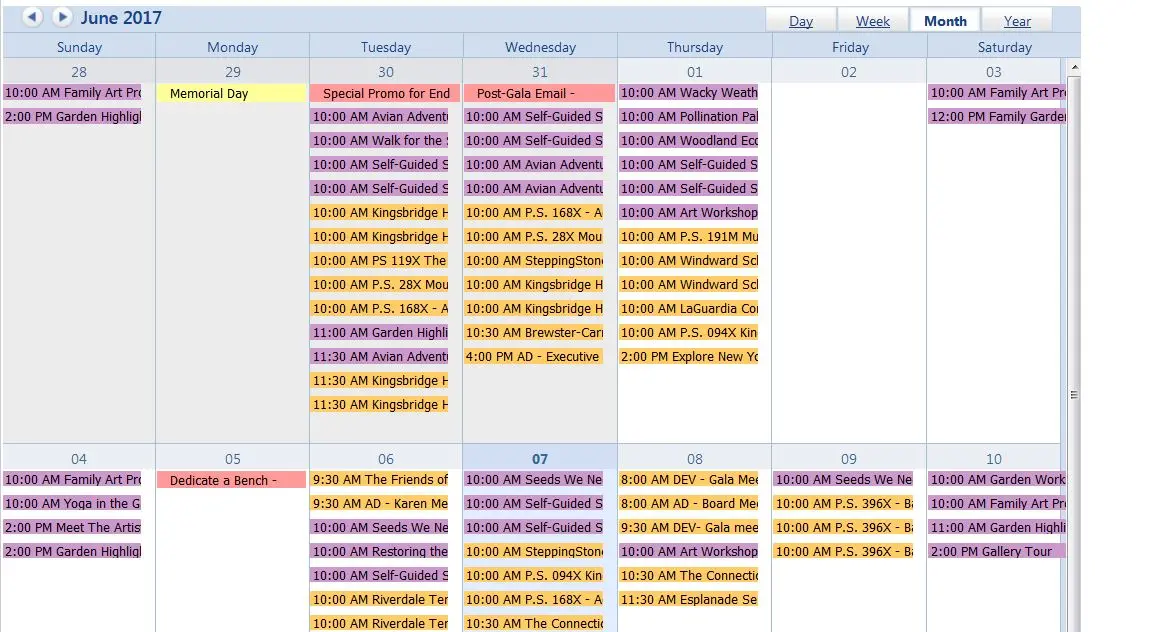 June 2017
Day Week Month Year
Sunday Monday Tuesday Wednesday Thursday Friday Saturday
28
10:00 AM Family Art Pro
2:00 PM Garden Highlig
29
Memorial Day
30
Special Promo for End
10:00 AM Avian Adventu
10:00 AM Walk for the
10:00 AM Self-Guided S
10:00 AM Self-Guided S
10:00 AM Kingsbridge H
10:00 AM Kingsbridge H
10:00 AM PS 119X The
10:00 AM P.S. 28X Mou
10:00 AM P.S. 168X - A
11:00 AM Garden Highli
11:30 AM Avian Adventu
11:30 AM Kingsbridge H
11:30 AM Kingsbridge H
31
Post-Gala Email -
10:00 AM Self-Guided S
10:00 AM Self-Guided S
10:00 AM Avian Adventu
10:00 AM Avian Adventu
10:00 AM P.S. 168X - A
10:00 AM P.S. 28X Mou
10:00 AM SteppingStone
10:00 AM Kingsbridge H
10:00 AM Kingsbridge H
10:30 AM Brewster-Carr
4:00 PM AD - Executive
01
10:00 AM Wacky Weath
10:00 AM Pollination Pal
10:00 AM Woodland Eco
10:00 AM Self-Guided S
10:00 AM Self-Guided S
10:00 AM Art Workshop
10:00 AM P.S. 191M Mu
10:00 AM Windward Sch
10:00 AM Windward Sch
10:00 AM LaGuardia Co
10:00 AM P.S. 094X Kin
2:00 PM Explore New Yo
02
03
10:00 AM Family Art Pro
12:00 PM Family Garden
04
10:00 AM Family Art Pro
10:00 AM Yoga in the G
2:00 PM Meet The Artis
2:00 PM Garden Highlig
05
Dedicate a Bench -
06
9:30 AM The Friends of
9:30 AM AD - Karen Me
10:00 AM Seeds We Ne
10:00 AM Restoring the
10:00 AM Self-Guided S
10:00 AM Riverdale Ter
10:00 AM Riverdale Ter
07
10:00 AM Seeds We Ne
10:00 AM Self-Guided S
10:00 AM Self-Guided S
10:00 AM SteppingStone
10:00 AM P.S. 094X Kin
10:00 AM P.S. 168X - A
10:30 AM The Connectic
08
8:00 AM DEV - Gala Mee
8:00 AM AD - Board Mee
9:30 AM DEV- Gala mee
10:00 AM Art Workshop
10:30 AM The Connectic
11:30 AM Esplanade Se
09
10:00 AM Seeds We Ne
10:00 AM P.S. 396X - Ba
10:00 AM P.S. 396X - Ba
10:00 AM P.S. 396X - Ba
10
10:00 AM Garden Work
10:00 AM Family Art Pro
11:00 AM Garden Highli
2:00 PM Gallery Tour